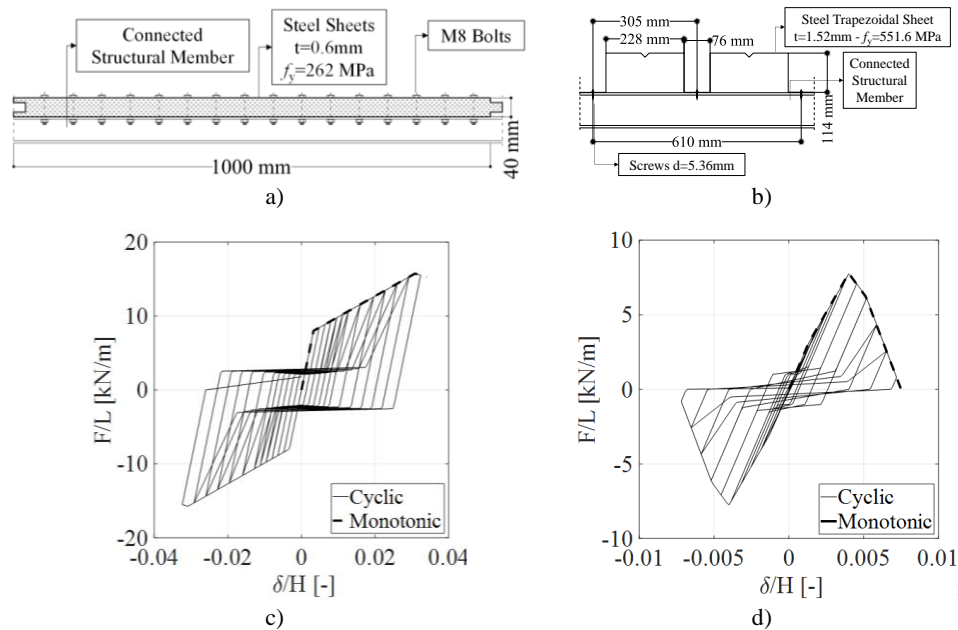 Connected
Structural Member
Steel Sheets
t=0.6mm
fy=262 MPa
M8 Bolts
1000 mm
40 mm
a)
305 mm
228 mm
76 mm
Steel Trapezoidal Sheet
t=1.52mm - fy=551.6 MPa
Connected
Structural
Member
114 mm
610 mm
Screws d=5.36mm
b)
20
10
0
-10
-20
F/L [kN/m]
-0.04
-0.02
0
0.02
0.04
δ/H [-]
Cyclic
Monotonic
c)
10
5
0
-5
-10
F/L [kN/m]
-0.01
-0.005
0
0.005
0.01
δ/H [-]
Cyclic
Monotonic
d)